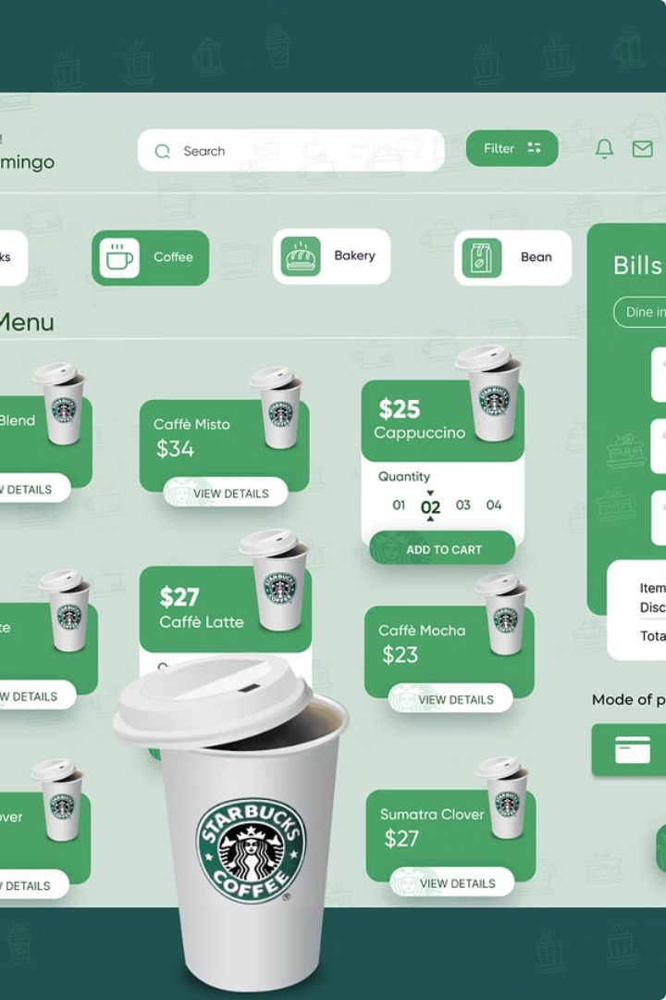 !
mingo
Search
Filter
ks
Coffee
Bakery
Bean
Bills
Dine in
Menu
Blend
W DETAILS
Caffè Misto
$34
VIEW DETAILS
$25
Cappuccino
Quantity
01 02 03 04
ADD TO CART
te
W DETAILS
$27
Caffè Latte
Caffè Mocha
$23
VIEW DETAILS
Item
Disc
Tota
Mode of p
over
W DETAILS
STARBUCKS
COFFEE
®
Sumatra Clover
$27
VIEW DETAILS